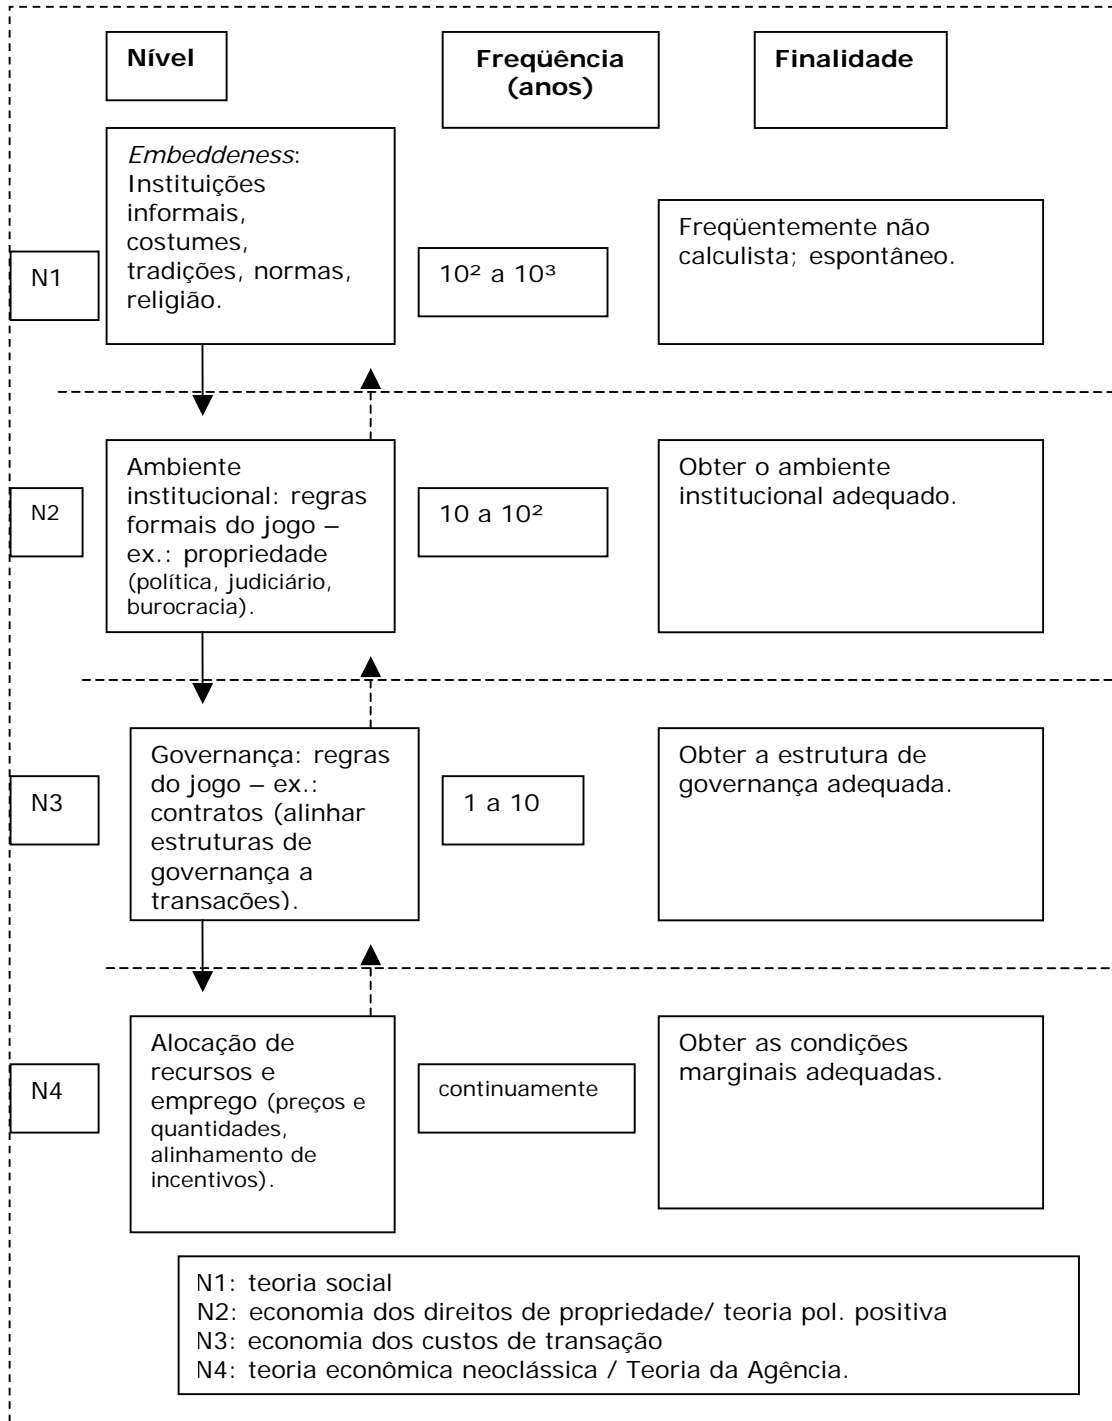 Nível
Freqüência
(anos)
Finalidade
Embeddeness:
Instituições
informais,
costumes,
tradições, normas,
religião.
N1
10² a 10³
Freqüentemente não
calculista; espontâneo.
Ambiente
institucional: regras
formais do jogo –
ex.: propriedade
(política, judiciário,
burocracia).
N2
10 a 10²
Obter o ambiente
institucional adequado.
Governança: regras
do jogo – ex.:
contratos (alinhar
estruturas de
governança a
transações).
N3
1 a 10
Obter a estrutura de
governança adequada.
Alocação de
recursos e
emprego (preços e
quantidades,
alinhamento de
incentivos).
N4
continuamente
Obter as condições
marginais adequadas.
N1: teoria social
N2: economia dos direitos de propriedade/ teoria pol. positiva
N3: economia dos custos de transação
N4: teoria econômica neoclássica / Teoria da Agência.